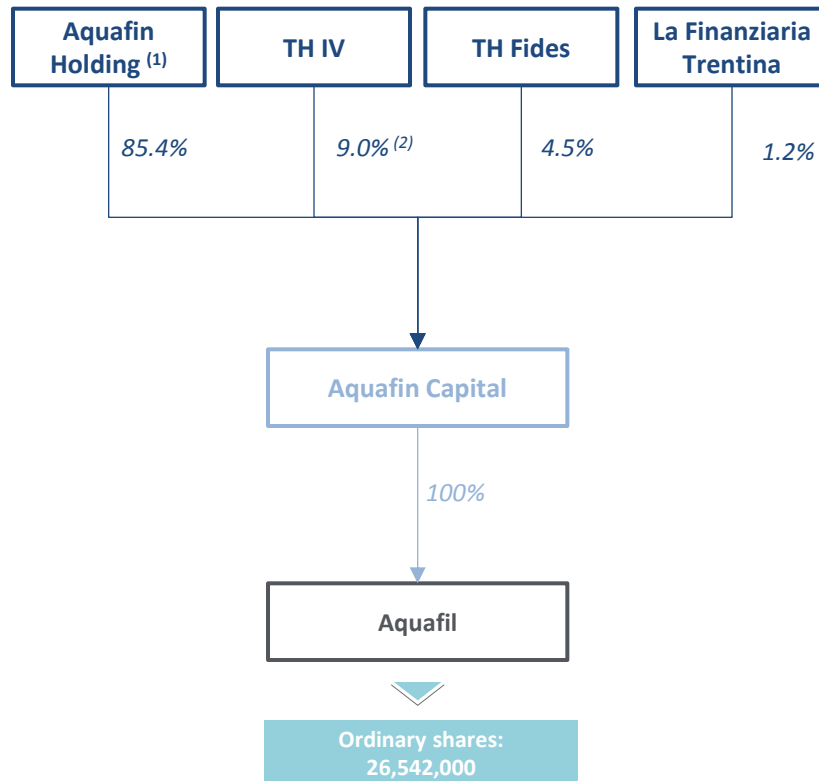 Aquafin
Holding (1)
TH IV
TH Fides
La Finanziaria
Trentina
85.4%
9.0% (2)
4.5%
1.2%
Aquafin Capital
100%
Aquafil
Ordinary shares:
26,542,000